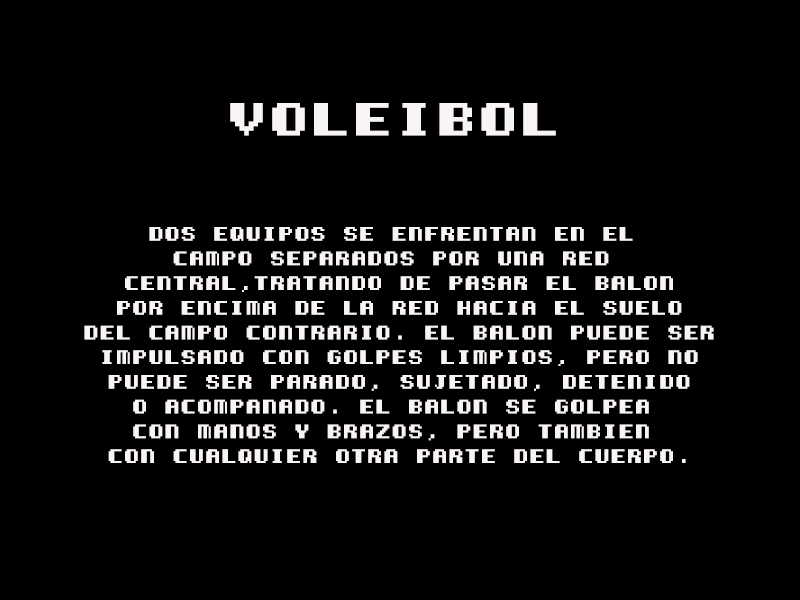 VOLEIBOL
DOS EQUIPOS SE ENFRENTAN EN EL
CAMPO SEPARADOS POR UNA RED
CENTRAL,TRATANDO DE PASAR EL BALON
POR ENCIMA DE LA RED HACIA EL SUELO
DEL CAMPO CONTRARIO. EL BALON PUEDE SER
IMPULSADO CON GOLPES LIMPIOS, PERO NO
PUEDE SER PARADO, SUJETADO, DETENIDO
O ACOMPANADO. EL BALON SE GOLPEA
CON MANOS Y BRAZOS, PERO TAMBIEN
CON CUALQUIER OTRA PARTE DEL CUERPO.